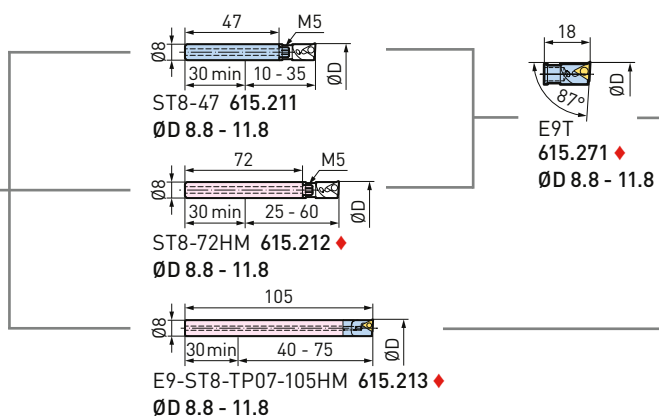 47
M5
Ø8
30 min
10 - 35
ØD
ST8-47 615.211
ØD 8.8 - 11.8
18
ØD
87°
E9T
615.271 ♦
ØD 8.8 - 11.8
72
M5
Ø8
30 min
25 - 60
ØD
ST8-72HM 615.212 ♦
ØD 8.8 - 11.8
105
Ø8
30 min
40 - 75
ØD
E9-ST8-TP07-105HM 615.213 ♦
ØD 8.8 - 11.8